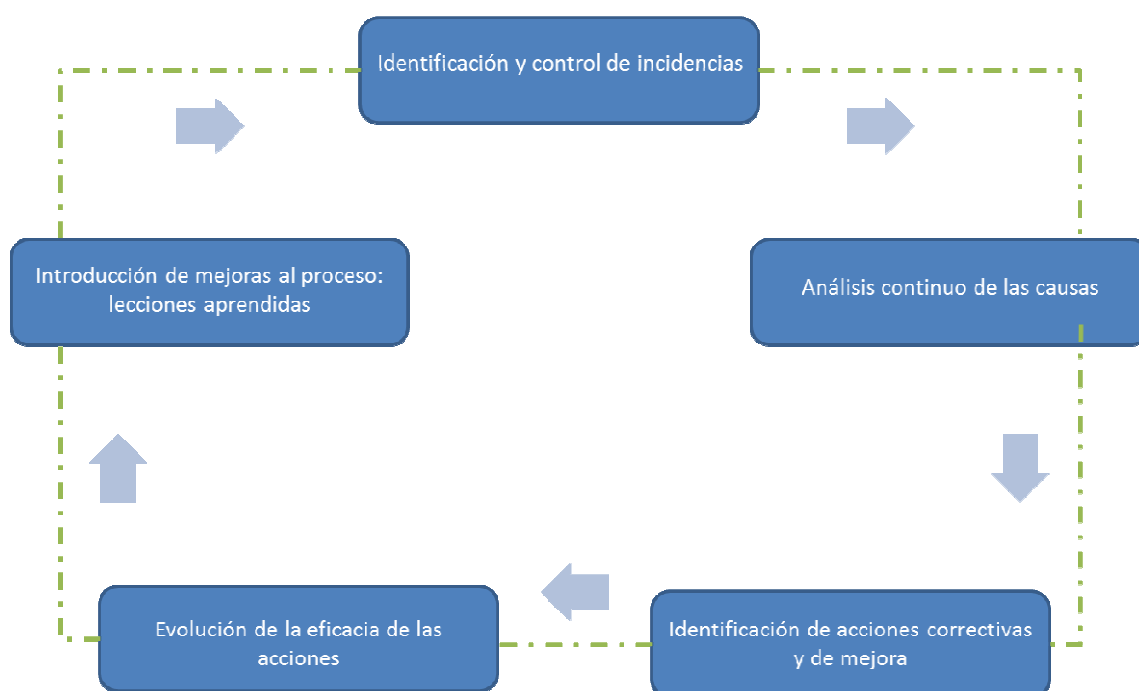 Identificación y control de incidencias
Introducción de mejoras al proceso:
lecciones aprendidas
Análisis continuo de las causas
Evolución de la eficacia de las
acciones
Identificación de acciones correctivas
y de mejora